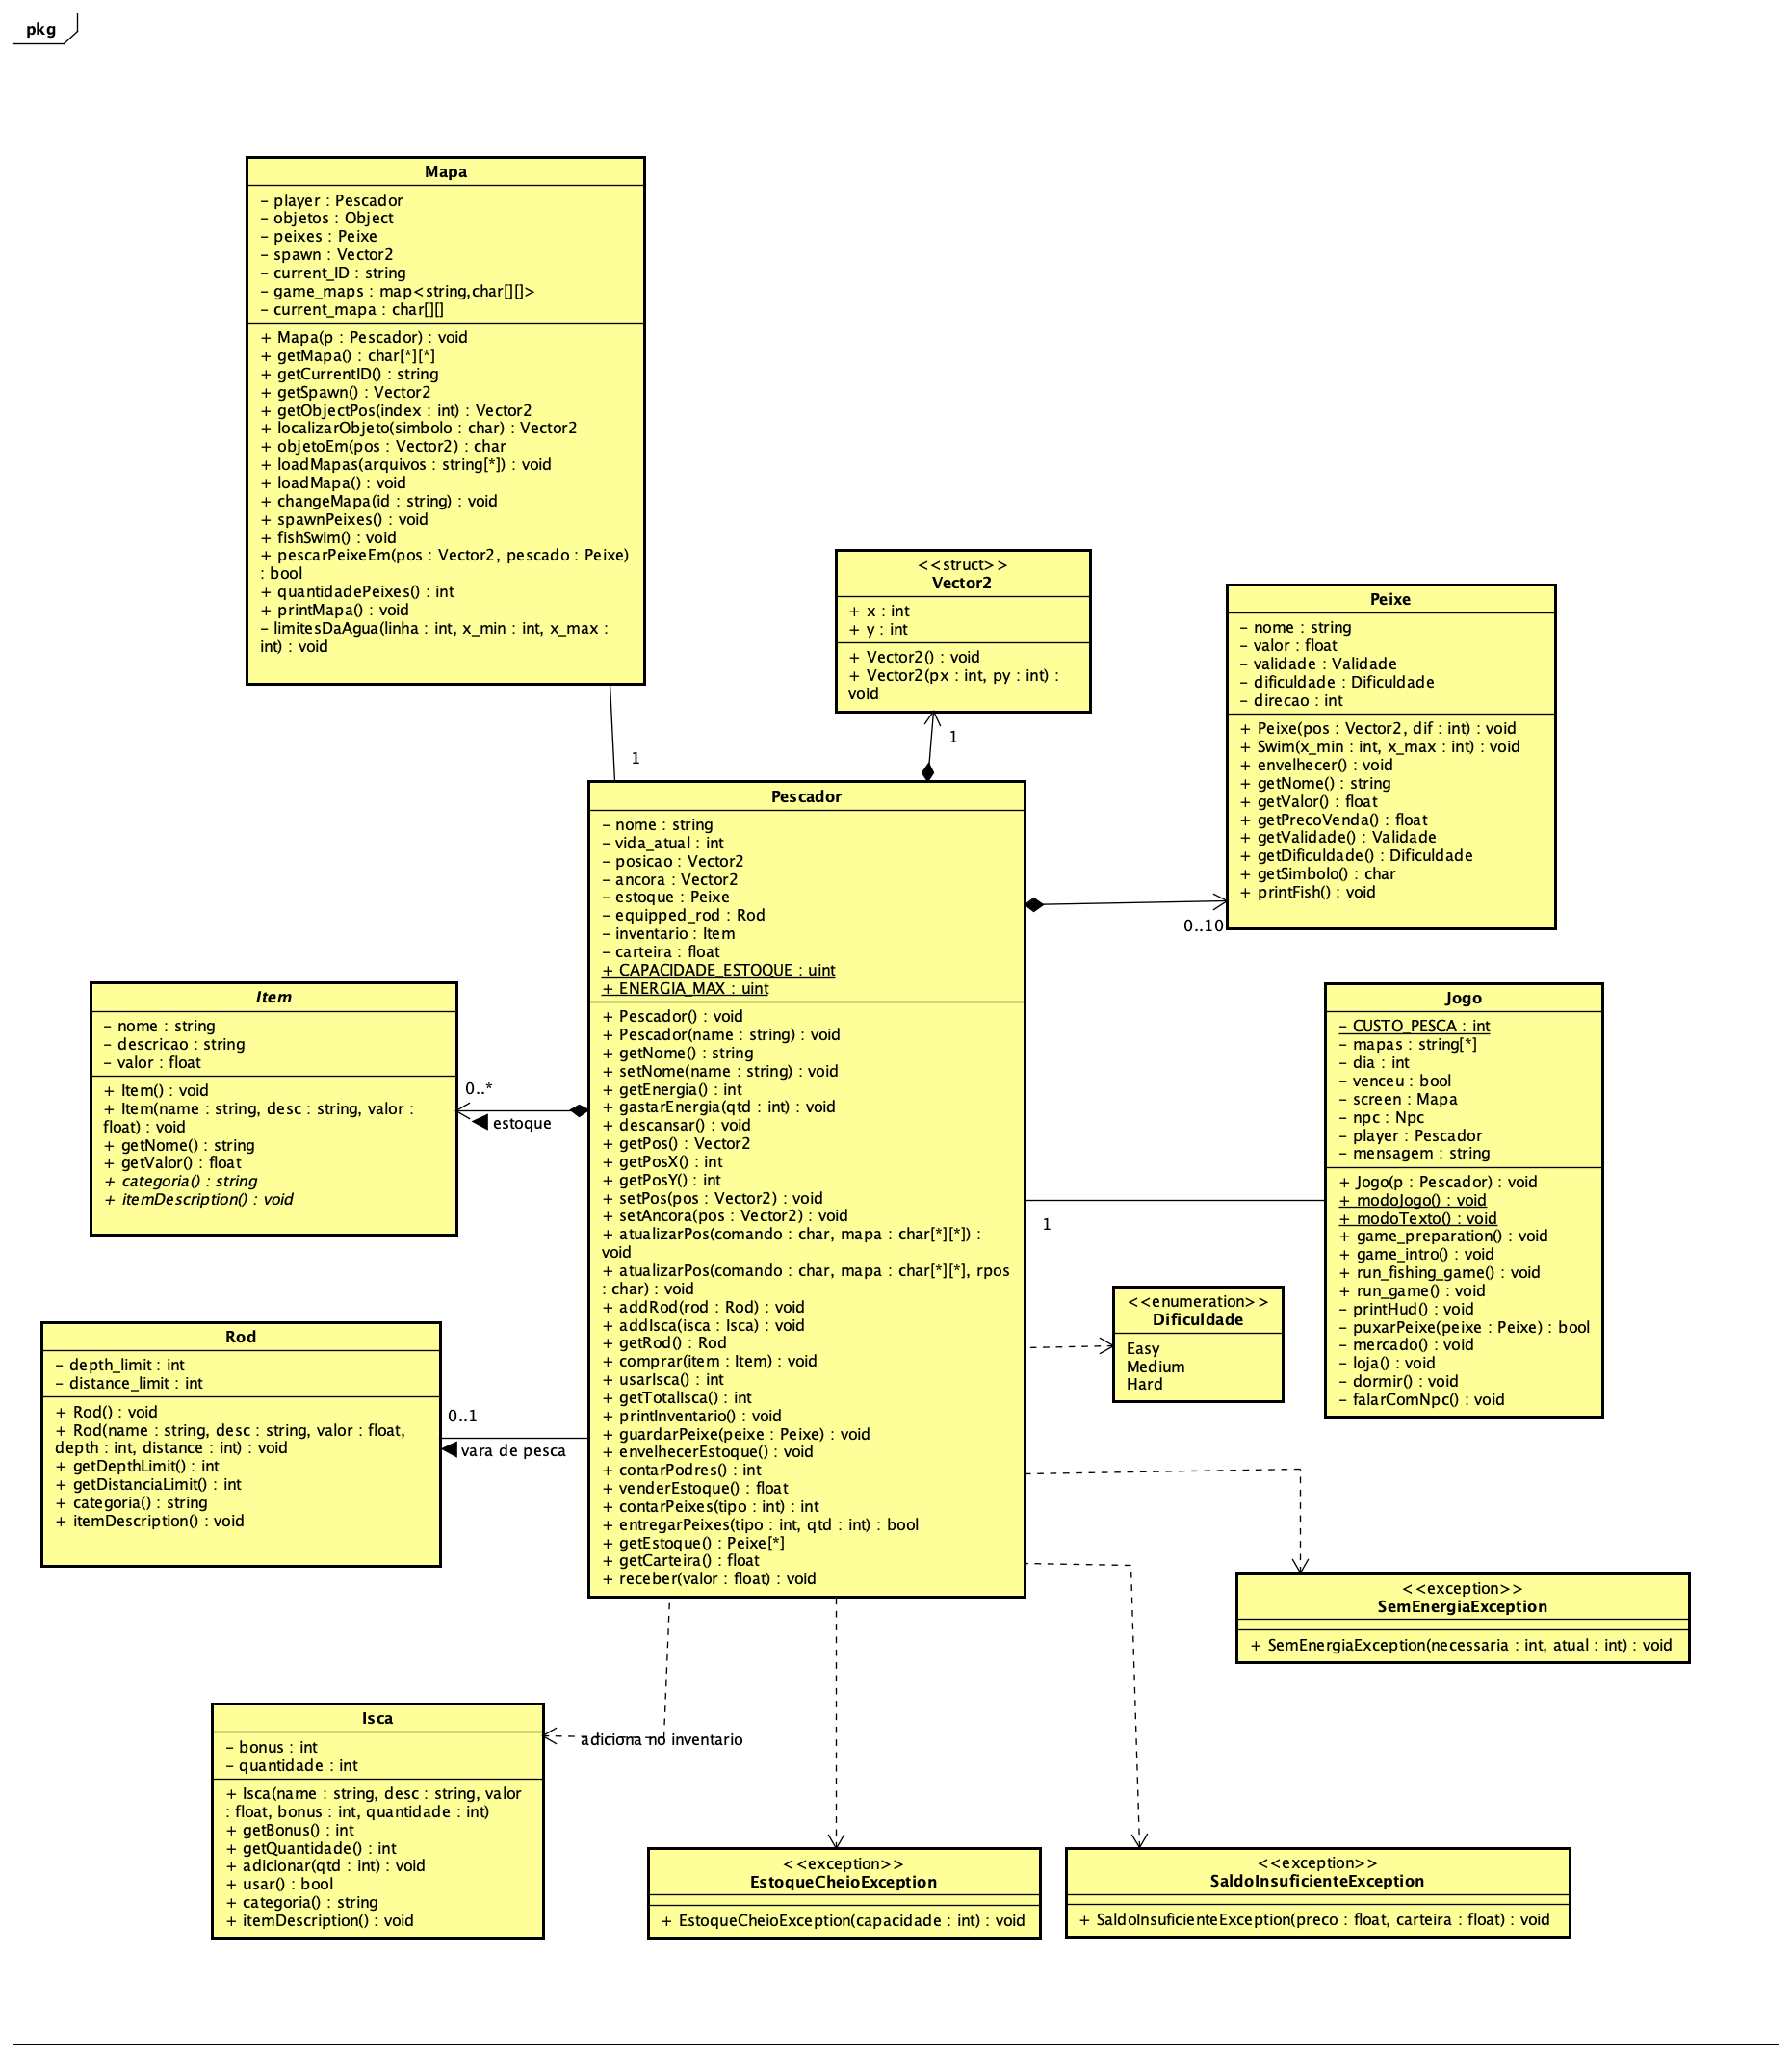 pkg
Mapa
– player : Pescador
– objetos : Object
– peixes : Peixe
– spawn : Vector2
– current_ID : string
– game_maps : map<string,char[][]>
– current_mapa : char[][]
+ Mapa(p : Pescador) : void
+ getMapa() : char[*][*]
+ getCurrentID() : string
+ getSpawn() : Vector2
+ getObjectPos(index : int) : Vector2
+ localizarObjeto(simbolo : char) : Vector2
+ objetoEm(pos : Vector2) : char
+ loadMapas(arquivos : string[*]) : void
+ loadMapa() : void
+ changeMapa(id : string) : void
+ spawnPeixes() : void
+ fishSwim() : void
+ pescarPeixeEm(pos : Vector2, pescado : Peixe)
: bool
+ quantidadePeixes() : int
+ printMapa() : void
– limitesDaAgua(linha : int, x_min : int, x_max :
int) : void
1
<<struct>>
Vector2
+ x : int
+ y : int
+ Vector2() : void
+ Vector2(px : int, py : int) :
void
1
Peixe
– nome : string
– valor : float
– validade : Validade
– dificuldade : Dificuldade
– direcao : int
+ Peixe(pos : Vector2, dif : int) : void
+ Swim(x_min : int, x_max : int) : void
+ envelhecer() : void
+ getNome() : string
+ getValor() : float
+ getPrecoVenda() : float
+ getValidade() : Validade
+ getDificuldade() : Dificuldade
+ getSimbolo() : char
+ printFish() : void
0..10
Pescador
– nome : string
– vida_atual : int
– posicao : Vector2
– ancora : Vector2
– estoque : Peixe
– equipped_rod : Rod
– inventario : Item
– carteira : float
+ CAPACIDADE_ESTOQUE : uint
+ ENERGIA_MAX : uint
+ Pescador() : void
+ Pescador(name : string) : void
+ getNome() : string
+ setNome(name : string) : void
+ getEnergia() : int
+ gastarEnergia(qtd : int) : void
+ descansar() : void
+ getPos() : Vector2
+ getPosX() : int
+ getPosY() : int
+ setPos(pos : Vector2) : void
+ setAncora(pos : Vector2) : void
+ atualizarPos(comando : char, mapa : char[*][*]) :
void
+ atualizarPos(comando : char, mapa : char[*][*], rpos
: char) : void
+ addRod(rod : Rod) : void
+ addIsca(isca : Isca) : void
+ getRod() : Rod
+ comprar(item : Item) : void
+ usarIsca() : int
+ getTotalIsca() : int
+ printInventario() : void
+ guardarPeixe(peixe : Peixe) : void
+ envelhecerEstoque() : void
+ contarPodres() : int
+ venderEstoque() : float
+ contarPeixes(tipo : int) : int
+ entregarPeixes(tipo : int, qtd : int) : bool
+ getEstoque() : Peixe[*]
+ getCarteira() : float
+ receber(valor : float) : void
Item
– nome : string
– descricao : string
– valor : float
+ Item() : void
+ Item(name : string, desc : string, valor :
float) : void
+ getNome() : string
+ getValor() : float
+ categoria() : string
+ itemDescription() : void
0..*
estoque
Jogo
– CUSTO_PESCA : int
– mapas : string[*]
– dia : int
– venceu : bool
– screen : Mapa
– npc : Npc
– player : Pescador
– mensagem : string
+ Jogo(p : Pescador) : void
+ modoJogo() : void
+ modoTexto() : void
+ game_preparation() : void
+ game_intro() : void
+ run_fishing_game() : void
+ run_game() : void
– printHud() : void
– puxarPeixe(peixe : Peixe) : bool
– mercado() : void
– loja() : void
– dormir() : void
– falarComNpc() : void
1
<<enumeration>>
Dificuldade
Easy
Medium
Hard
Rod
– depth_limit : int
– distance_limit : int
+ Rod() : void
+ Rod(name : string, desc : string, valor : float,
depth : int, distance : int) : void
+ getDepthLimit() : int
+ getDistanciaLimit() : int
+ categoria() : string
+ itemDescription() : void
0..1
vara de pesca
<<exception>>
SemEnergiaException
+ SemEnergiaException(necessaria : int, atual : int) : void
Isca
– bonus : int
– quantidade : int
+ Isca(name : string, desc : string, valor
: float, bonus : int, quantidade : int)
+ getBonus() : int
+ getQuantidade() : int
+ adicionar(qtd : int) : void
+ usar() : bool
+ categoria() : string
+ itemDescription() : void
adiciona no inventario
<<exception>>
EstoqueCheioException
+ EstoqueCheioException(capacidade : int) : void
<<exception>>
SaldoInsuficienteException
+ SaldoInsuficienteException(preco : float, carteira : float) : void